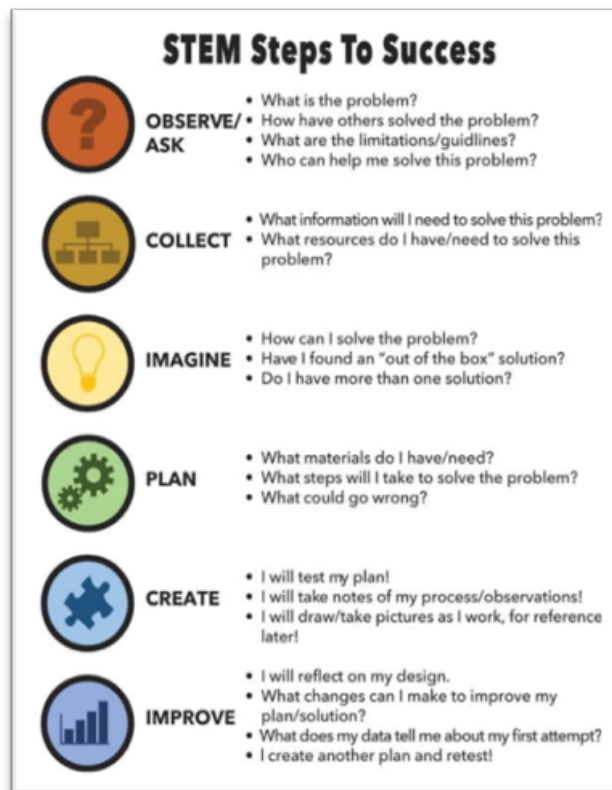 STEM Steps To Success
OBSERVE/
ASK
• What is the problem?
• How have others solved the problem?
• What are the limitations/guidlines?
• Who can help me solve this problem?
COLLECT
• What information will I need to solve this problem?
• What resources do I have/need to solve this
problem?
IMAGINE
• How can I solve the problem?
• Have I found an “out of the box” solution?
• Do I have more than one solution?
PLAN
• What materials do I have/need?
• What steps will I take to solve the problem?
• What could go wrong?
CREATE
• I will test my plan!
• I will take notes of my process/observations!
• I will draw/take pictures as I work, for reference
later!
IMPROVE
• I will reflect on my design.
• What changes can I make to improve my
plan/solution?
• What does my data tell me about my first attempt?
• I create another plan and retest!